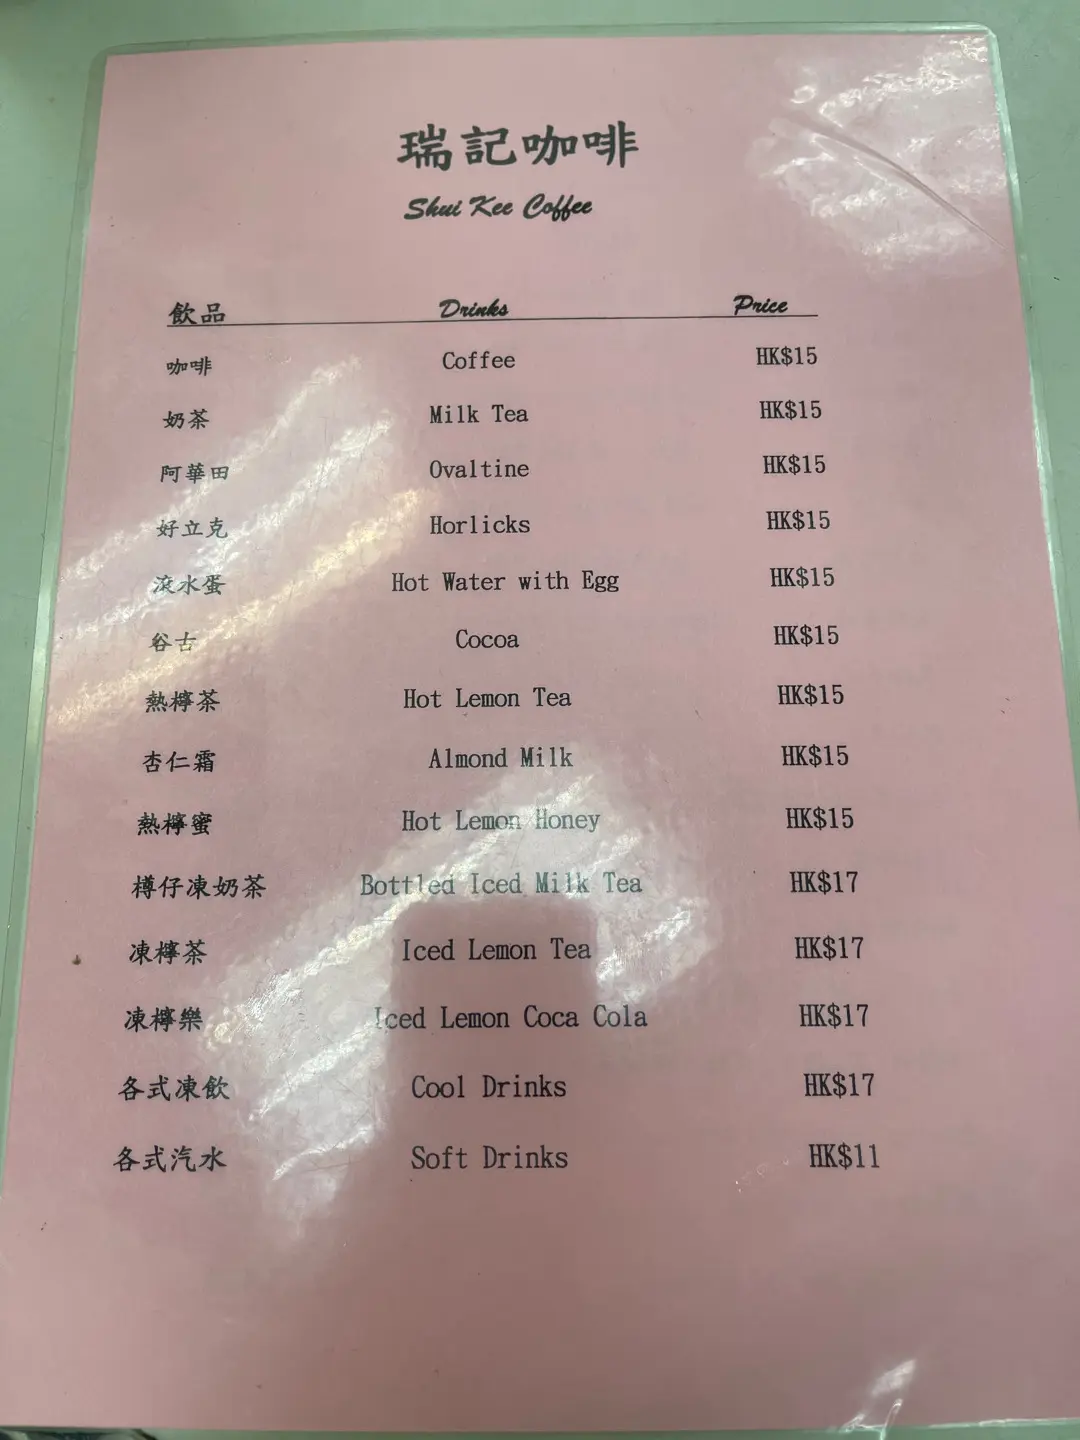 瑞記咖啡
Shui Kee Coffee
飲品 Drinks Price
咖啡 Coffee HK$15
奶茶 Milk Tea HK$15
阿華田 Ovaltine HK$15
好立克 Horlicks HK$15
滾水蛋 Hot Water with Egg HK$15
谷古 Cocoa HK$15
熱檸茶 Hot Lemon Tea HK$15
杏仁霜 Almond Milk HK$15
熱檸蜜 Hot Lemon Honey HK$15
樽仔凍奶茶 Bottled Iced Milk Tea HK$17
凍檸茶 Iced Lemon Tea HK$17
凍檸樂 Iced Lemon Coca Cola HK$17
各式凍飲 Cool Drinks HK$17
各式汽水 Soft Drinks HK$11